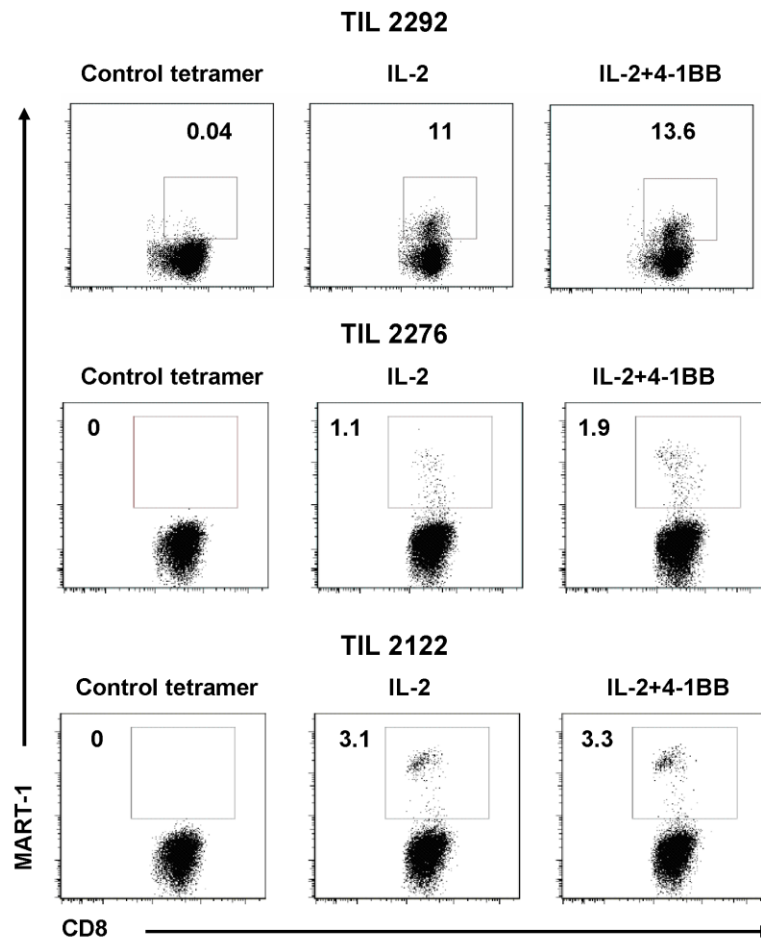 TIL 2292
Control tetramer IL-2 IL-2+4-1BB
0.04 11 13.6
TIL 2276
Control tetramer IL-2 IL-2+4-1BB
0 1.1 1.9
TIL 2122
Control tetramer IL-2 IL-2+4-1BB
0 3.1 3.3
MART-1
CD8